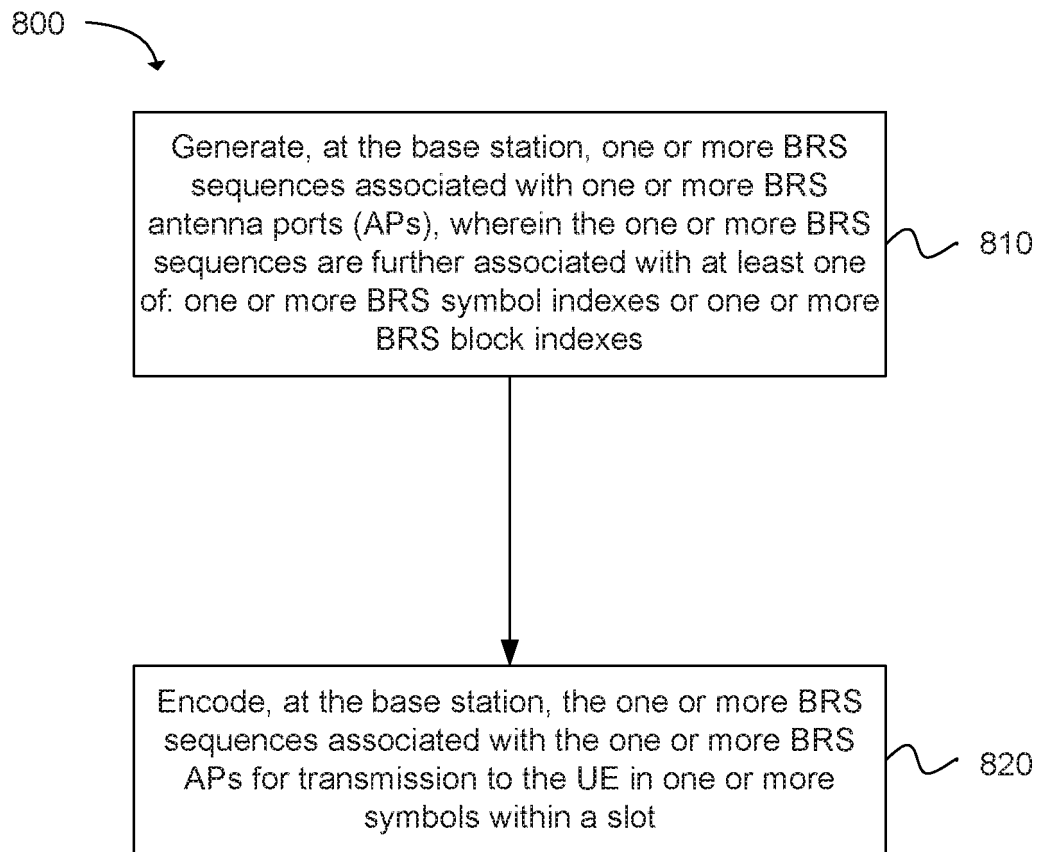 800
Generate, at the base station, one or more BRS
sequences associated with one or more BRS
antenna ports (APs), wherein the one or more BRS
sequences are further associated with at least one
of: one or more BRS symbol indexes or one or more
BRS block indexes
810
Encode, at the base station, the one or more BRS
sequences associated with the one or more BRS
APs for transmission to the UE in one or more
symbols within a slot
820